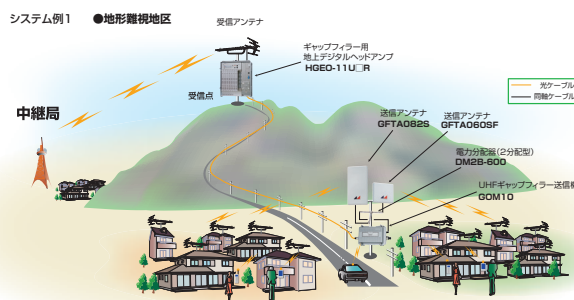 システム例1 ●地形難視地区
受信アンテナ
ギャップフィラー用
地上デジタルヘッドアンプ
HGEO-11U□R
受信点
中継局
光ケーブル
同軸ケーブル
送信アンテナ
GFTA082S
送信アンテナ
GFTA060SF
電力分配器(2分配型)
DM2B-600
UHFギャップフィラー送信機
GOM10